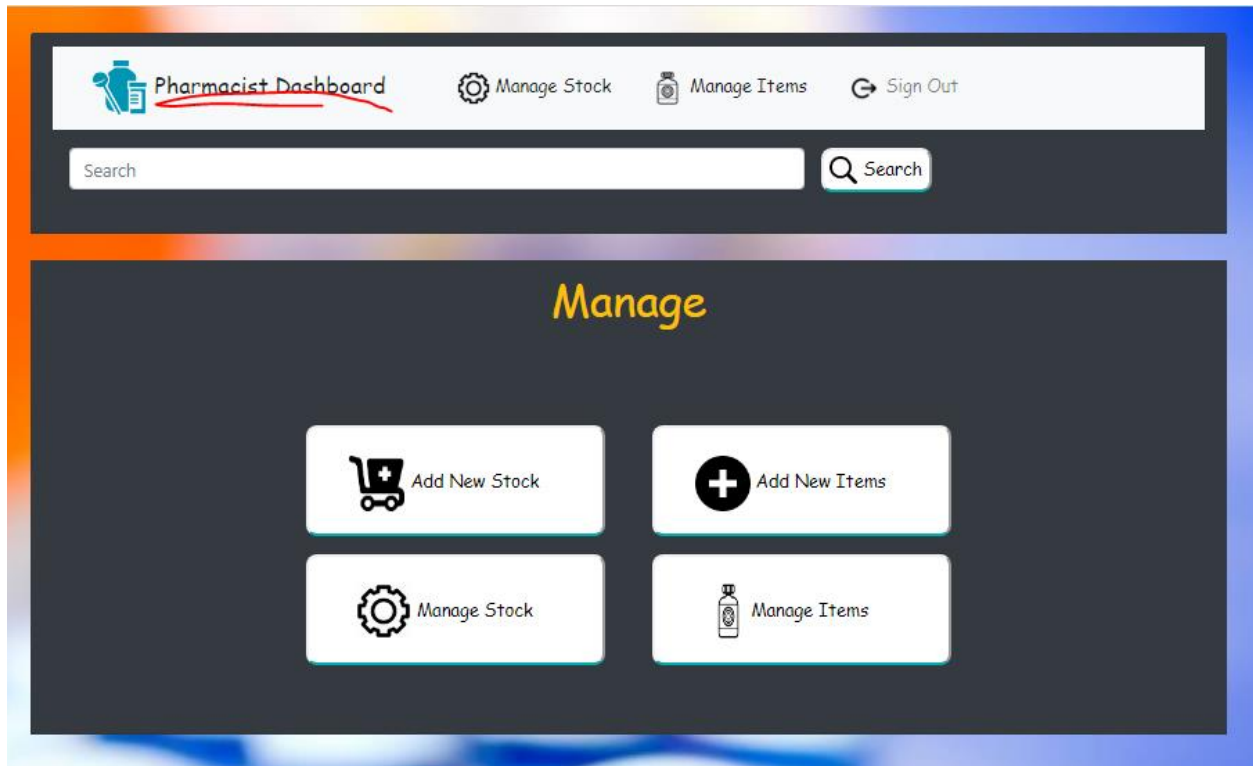 Pharmacist Dashboard Manage Stock Manage Items Sign Out
Search Search
Manage
Add New Stock Add New Items
Manage Stock Manage Items